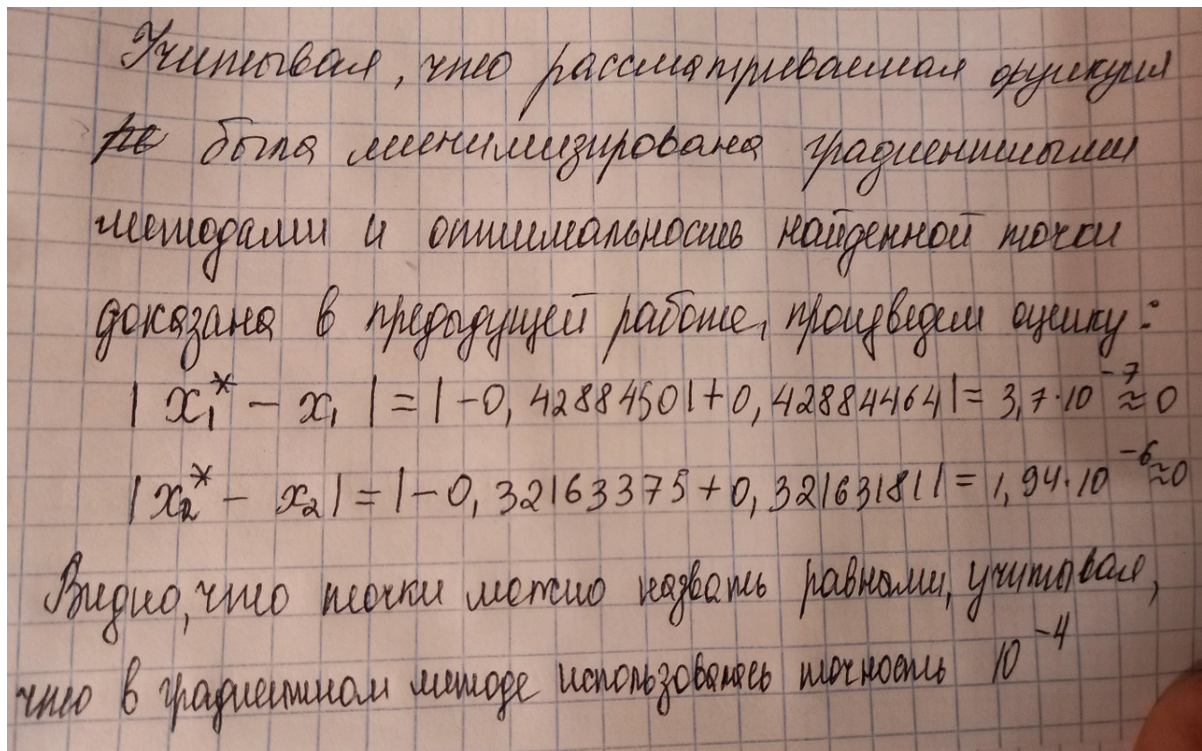 Учитывая, что рассматриваемая функция
была минимизирована градиентными
методами и оптимальность найденной точки
доказана в предыдущей работе, произведем оценку:
| x₁* − x₁ | = |−0,42884501+0,42884464| = 3,7·10⁻⁷ ≈ 0
| x₂* − x₂ | = |−0,32163375+0,32163181| = 1,94·10⁻⁶ ≈0
Видно, что точки можно назвать равными, учитывая,
что в градиентном методе использовалась точность 10⁻⁴